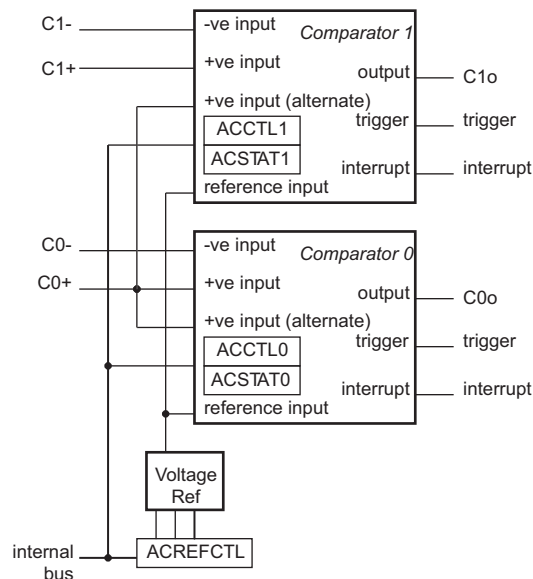 C1-
-ve input
Comparator 1
C1+
+ve input
output
C1o
+ve input (alternate)
trigger
trigger
ACCTL1
ACSTAT1
interrupt
interrupt
reference input
C0-
-ve input
Comparator 0
C0+
+ve input
output
C0o
+ve input (alternate)
trigger
trigger
ACCTL0
ACSTAT0
interrupt
interrupt
reference input
Voltage
Ref
internal
bus
ACREFCTL